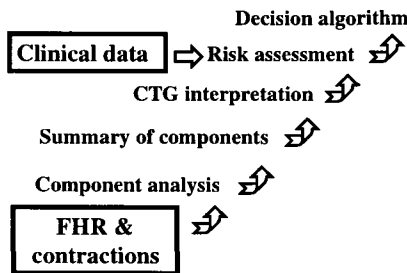 Decision algorithm
Clinical data
Risk assessment
CTG interpretation
Summary of components
Component analysis
FHR &
contractions